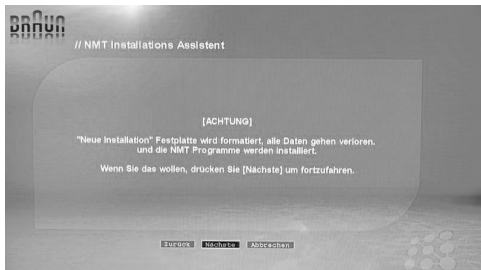 BRAUN
// NMT Installations Assistent
[ACHTUNG]
"Neue Installation" Festplatte wird formatiert, alle Daten gehen verloren,
und die NMT Programme werden installiert.
Wenn Sie das wollen, drücken Sie [Nächste] um fortzufahren.
Zurück Nächste Abbrechen